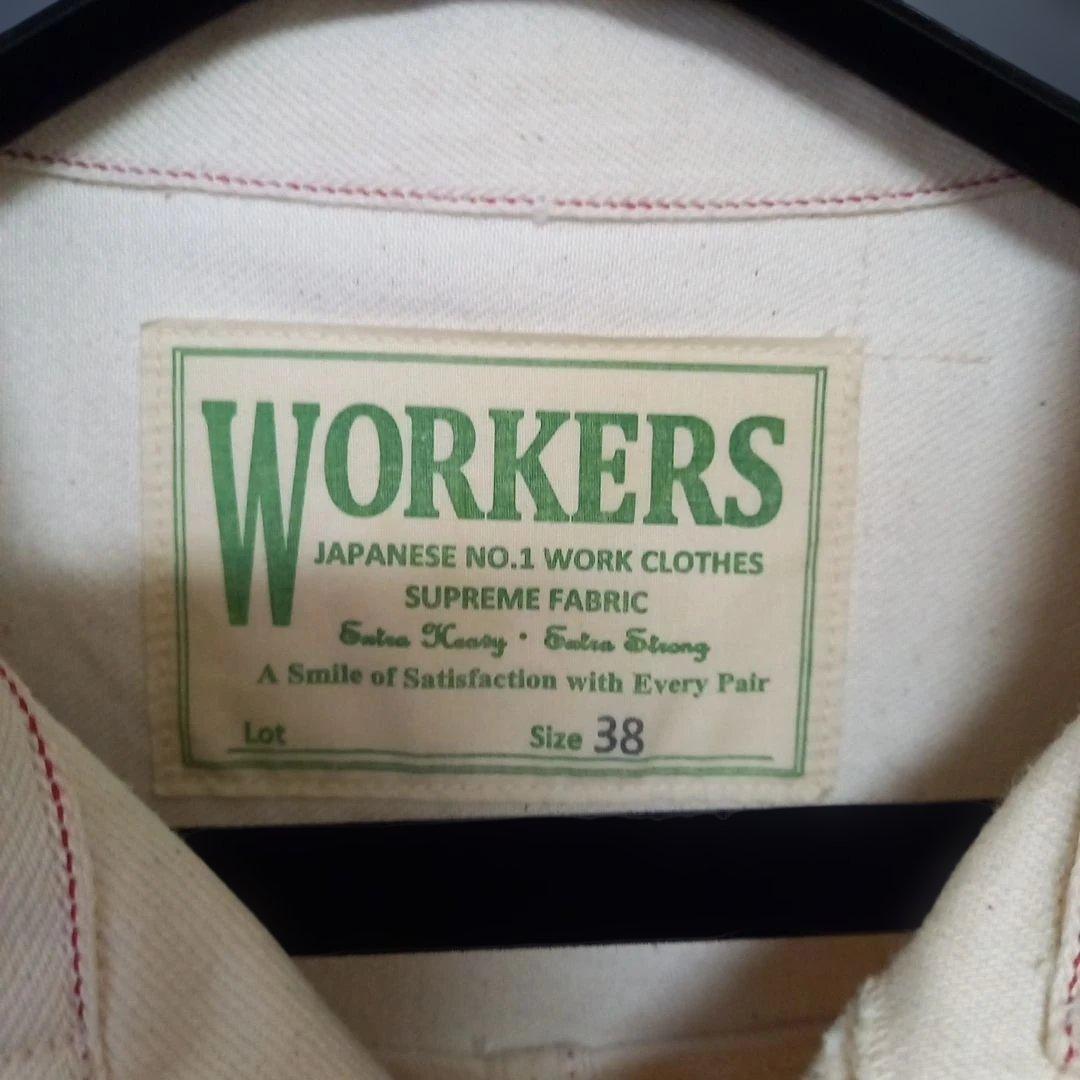 WORKERS
JAPANESE NO.1 WORK CLOTHES
SUPREME FABRIC
Extra Heavy · Extra Strong
A Smile of Satisfaction with Every Pair
Lot Size 38